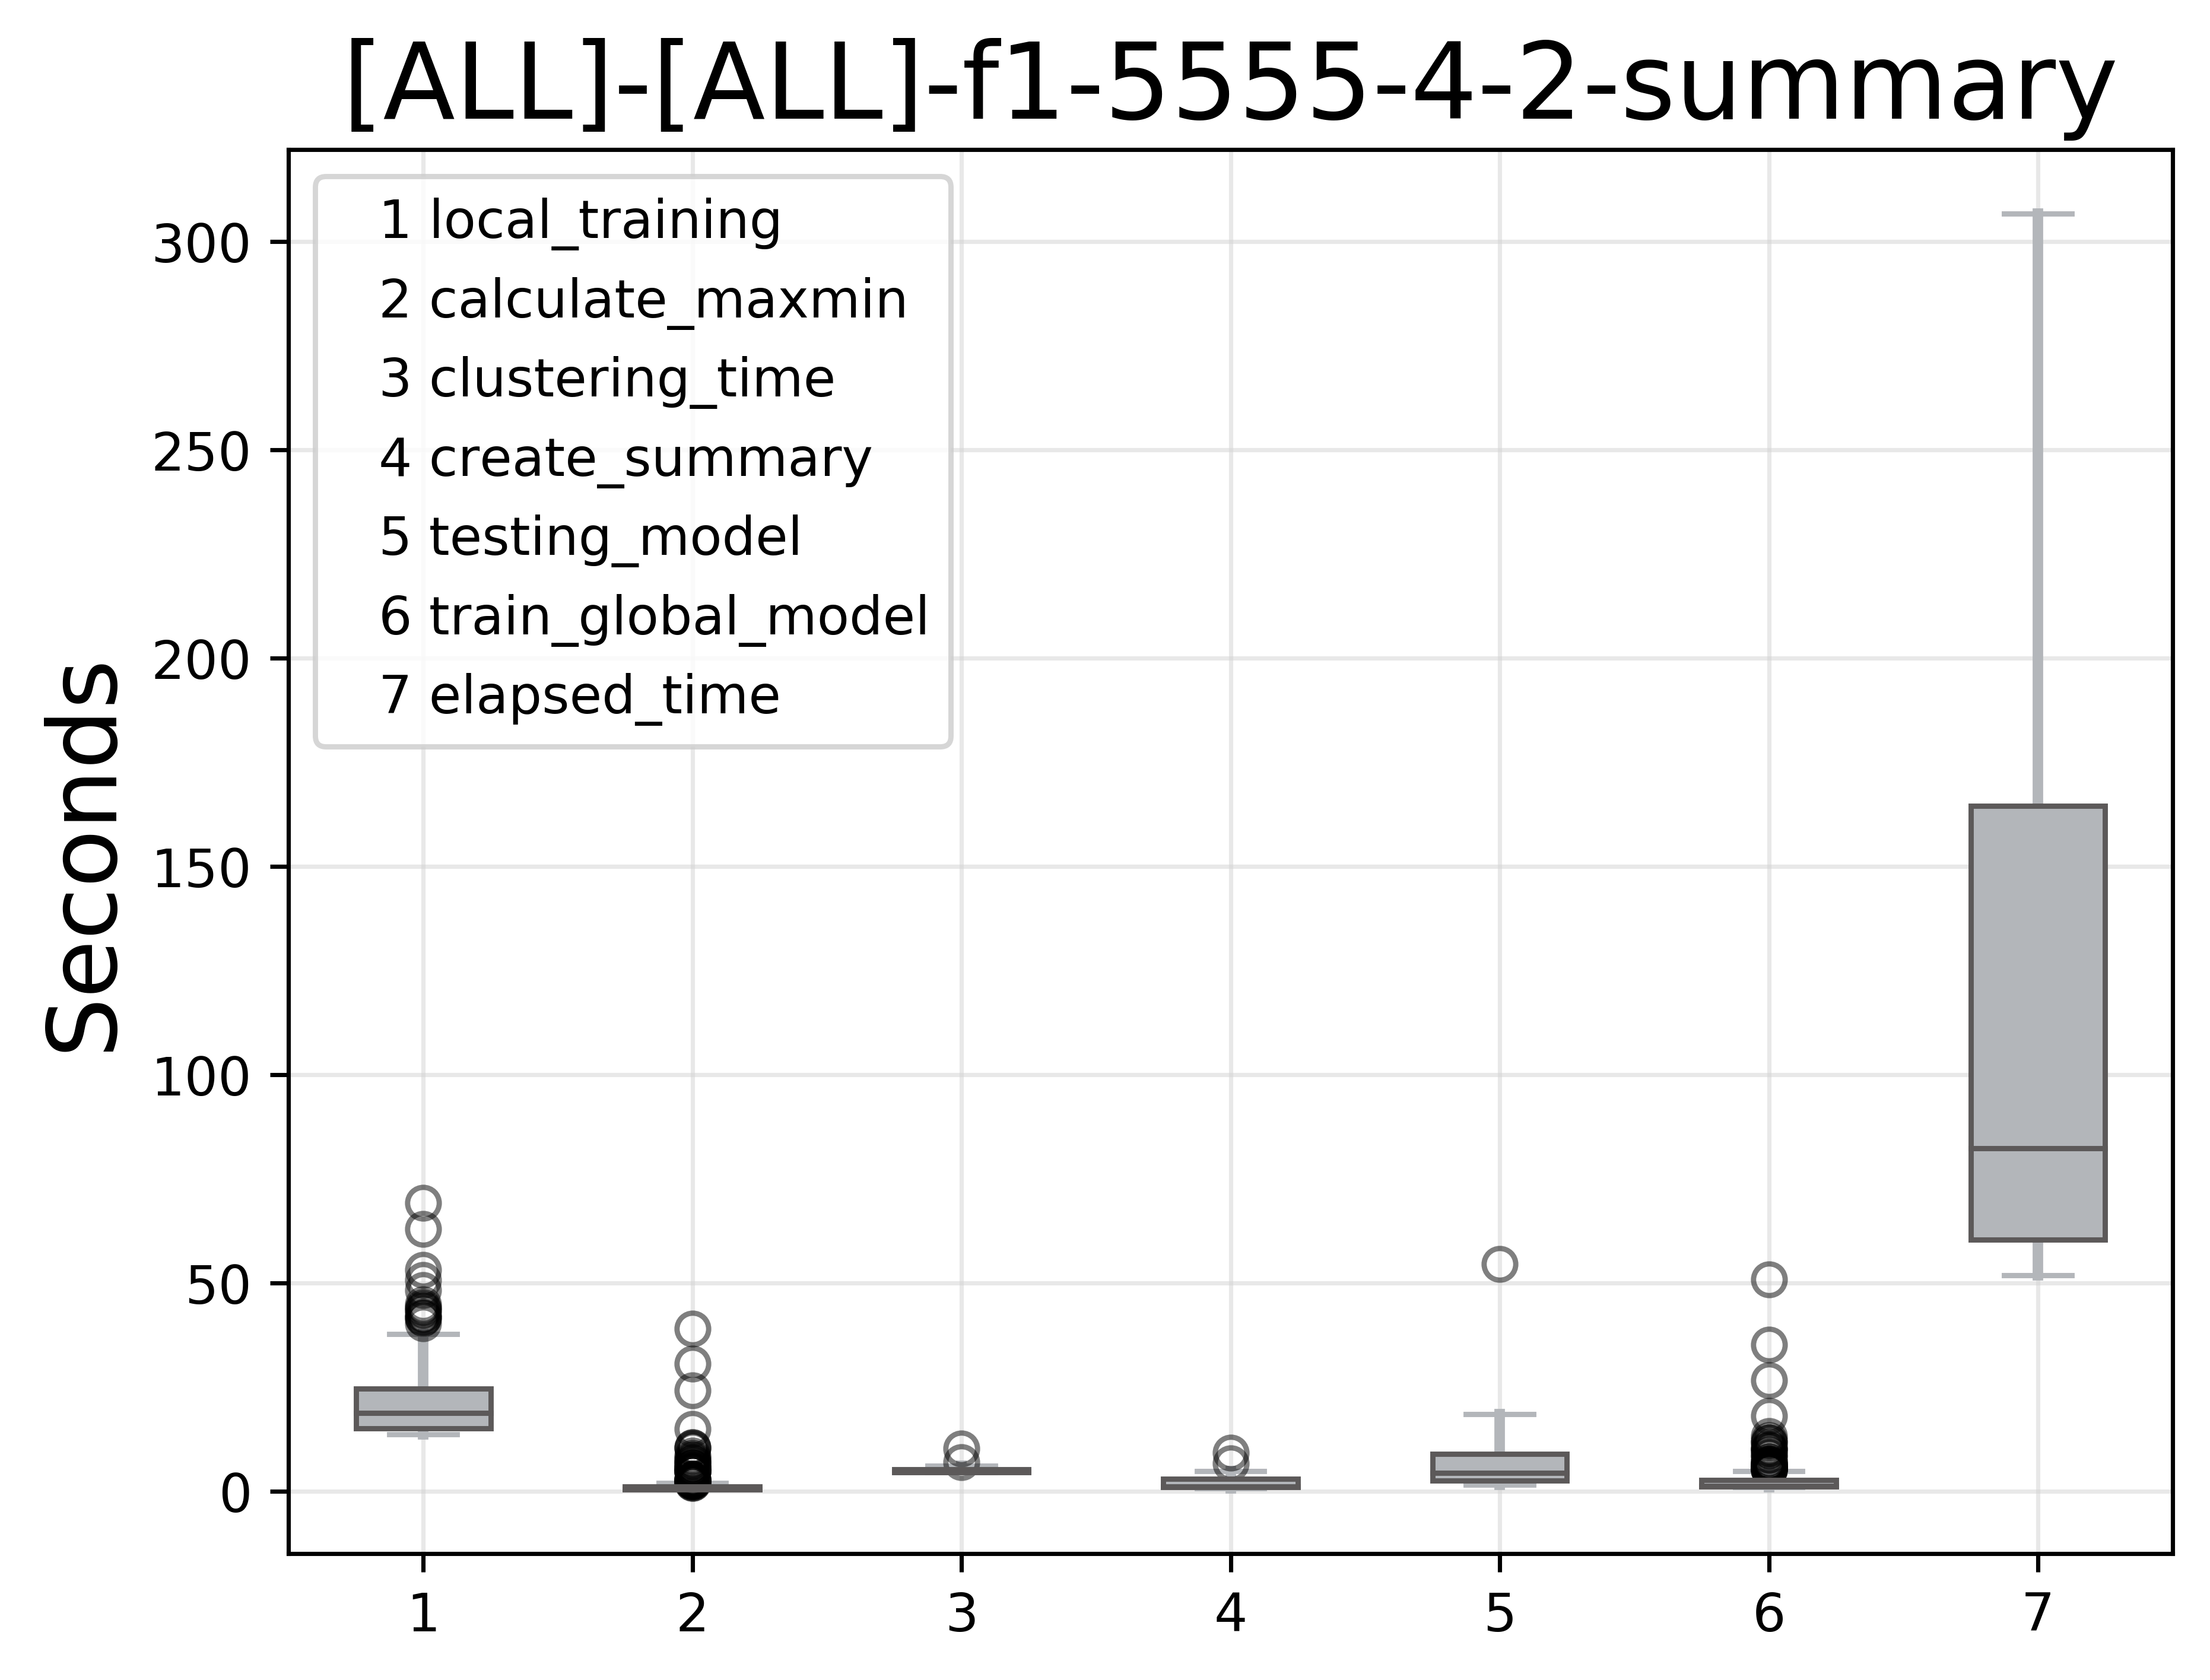 [ALL]-[ALL]-f1-5555-4-2-summary
1 local_training
2 calculate_maxmin
3 clustering_time
4 create_summary
5 testing_model
6 train_global_model
7 elapsed_time
Seconds
300
250
200
150
100
50
0
1 2 3 4 5 6 7